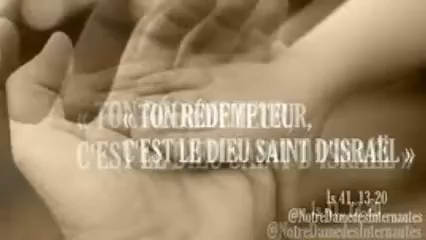 « TON RÉDEMPTEUR,
C'EST LE DIEU SAINT D'ISRAËL »
Is 41, 13-20
@NotreDamedesInternautes